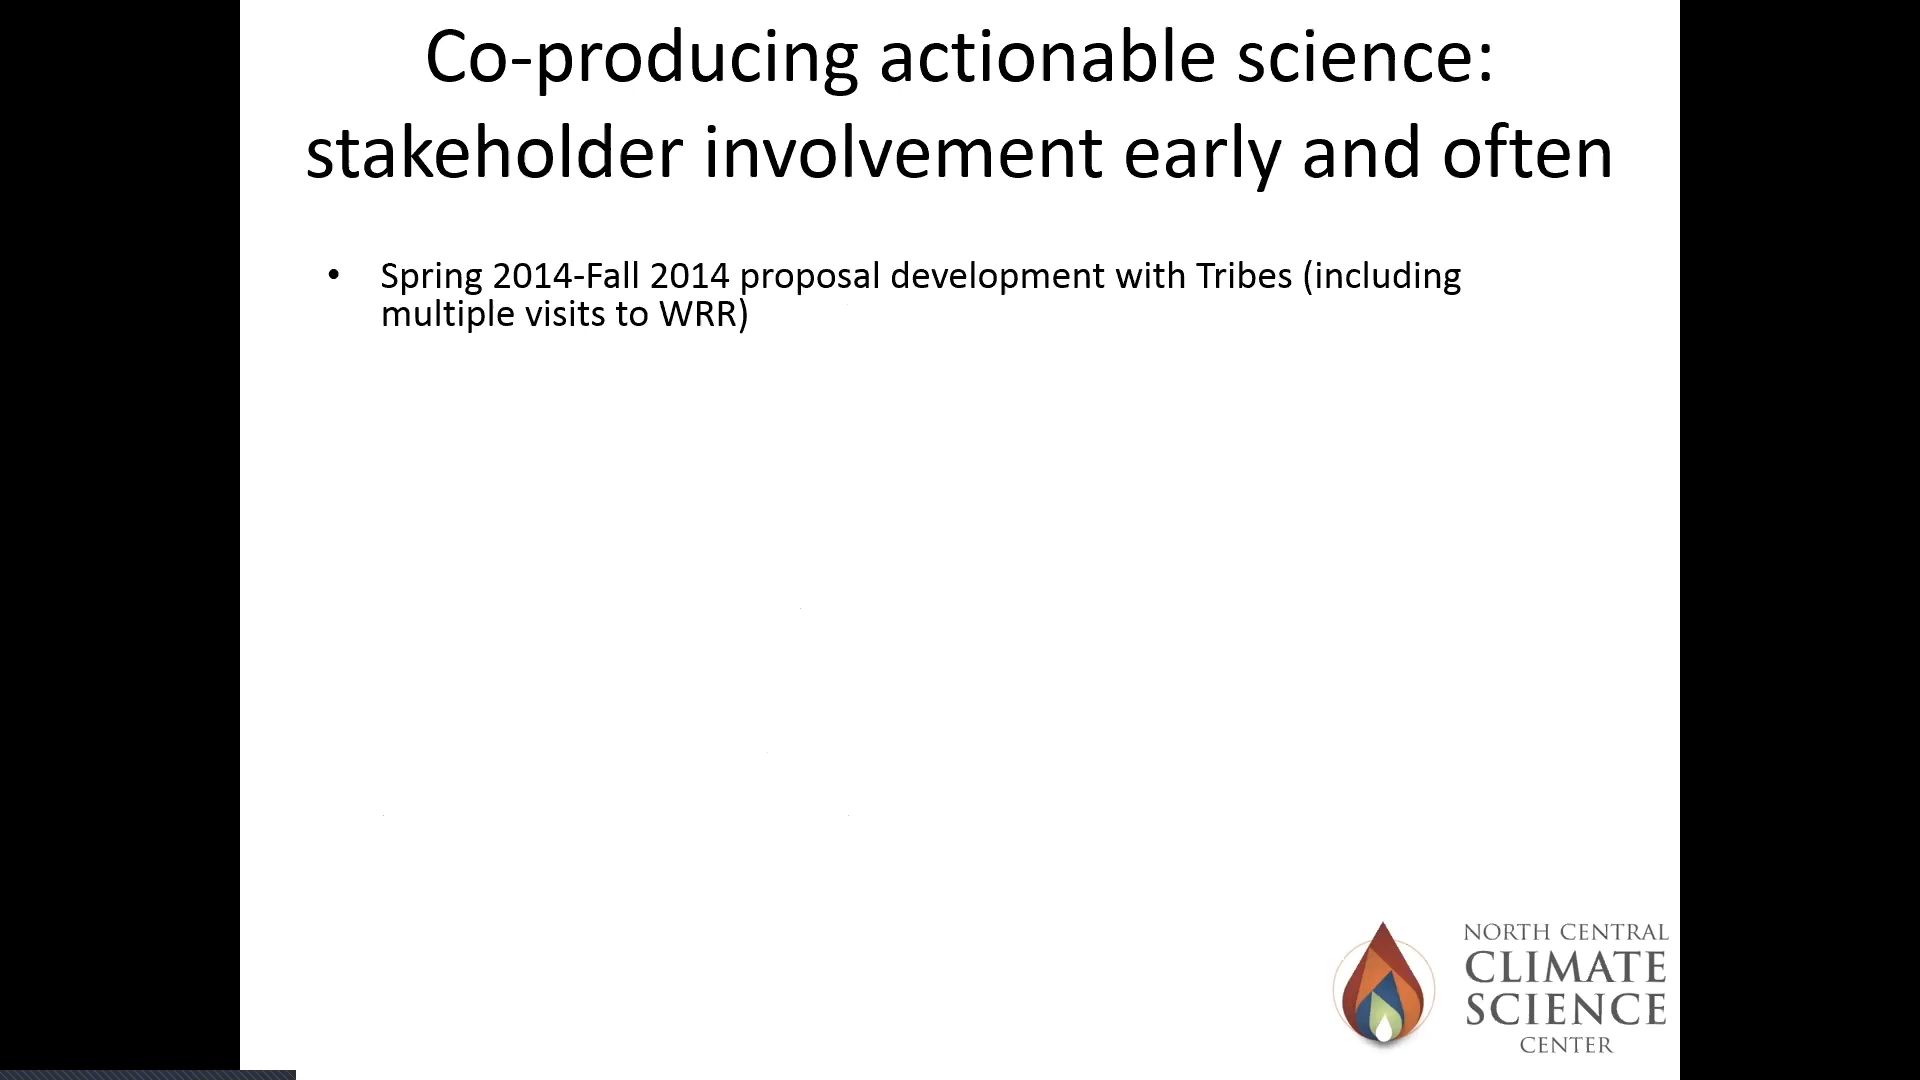 Co-producing actionable science:
stakeholder involvement early and often
• Spring 2014-Fall 2014 proposal development with Tribes (including
multiple visits to WRR)
NORTH CENTRAL
CLIMATE
SCIENCE
CENTER